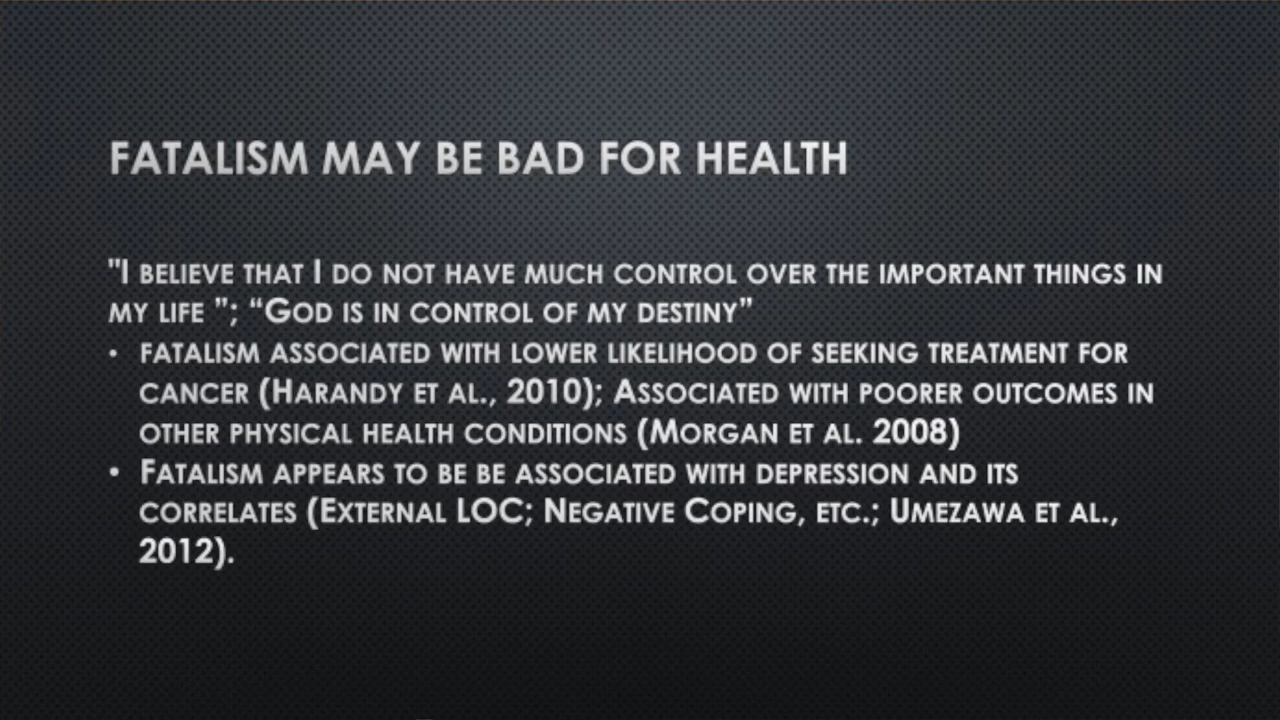 FATALISM MAY BE BAD FOR HEALTH
"I BELIEVE THAT I DO NOT HAVE MUCH CONTROL OVER THE IMPORTANT THINGS IN
MY LIFE ”; “GOD IS IN CONTROL OF MY DESTINY”
• FATALISM ASSOCIATED WITH LOWER LIKELIHOOD OF SEEKING TREATMENT FOR
CANCER (HARANDY ET AL., 2010); ASSOCIATED WITH POORER OUTCOMES IN
OTHER PHYSICAL HEALTH CONDITIONS (MORGAN ET AL. 2008)
• FATALISM APPEARS TO BE BE ASSOCIATED WITH DEPRESSION AND ITS
CORRELATES (EXTERNAL LOC; NEGATIVE COPING, ETC.; UMEZAWA ET AL.,
2012).